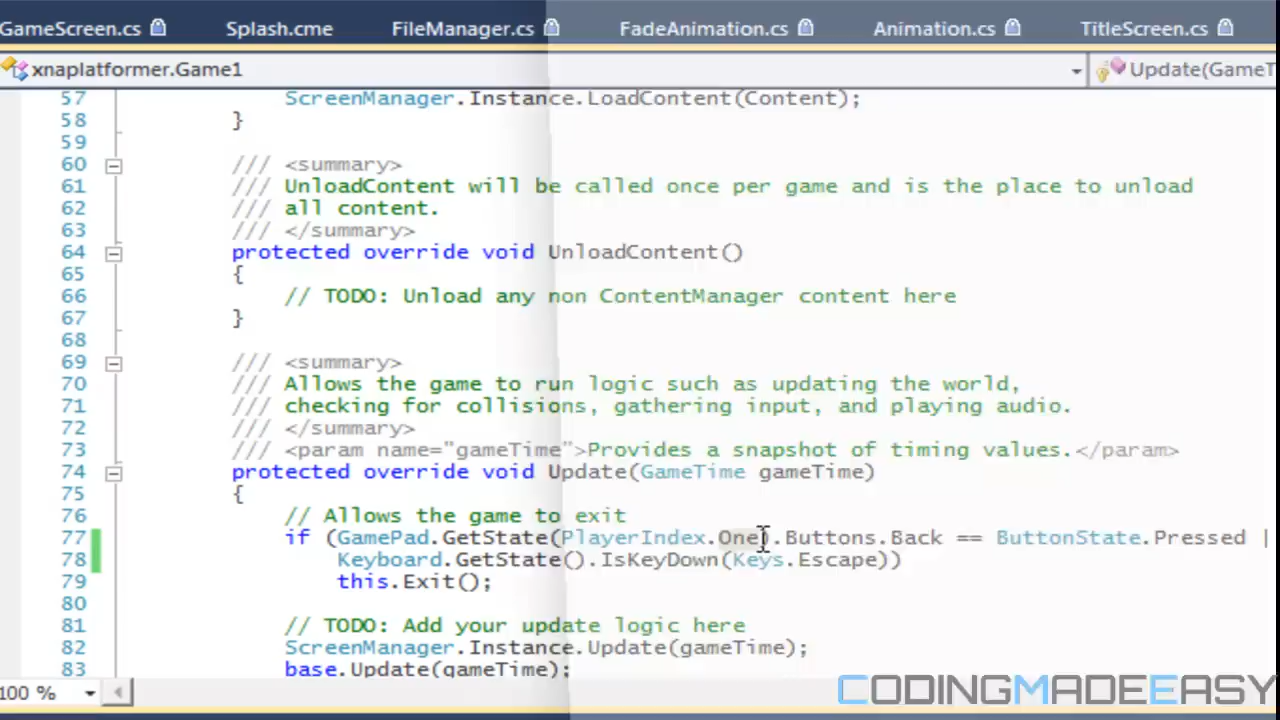 GameScreen.cs Splash.cme FileManager.cs FadeAnimation.cs Animation.cs TitleScreen.cs
xnaplatformer.Game1 Update(GameT
57 ScreenManager.Instance.LoadContent(Content);
58 }
59
60 /// <summary>
61 /// UnloadContent will be called once per game and is the place to unload
62 /// all content.
63 /// </summary>
64 protected override void UnloadContent()
65 {
66 // TODO: Unload any non ContentManager content here
67 }
68
69 /// <summary>
70 /// Allows the game to run logic such as updating the world,
71 /// checking for collisions, gathering input, and playing audio.
72 /// </summary>
73 /// <param name="gameTime">Provides a snapshot of timing values.</param>
74 protected override void Update(GameTime gameTime)
75 {
76 // Allows the game to exit
77 if (GamePad.GetState(PlayerIndex.One).Buttons.Back == ButtonState.Pressed |
78 Keyboard.GetState().IsKeyDown(Keys.Escape))
79 this.Exit();
80
81 // TODO: Add your update logic here
82 ScreenManager.Instance.Update(gameTime);
83 base.Update(gameTime);
100 %
CODINGMADEEASY